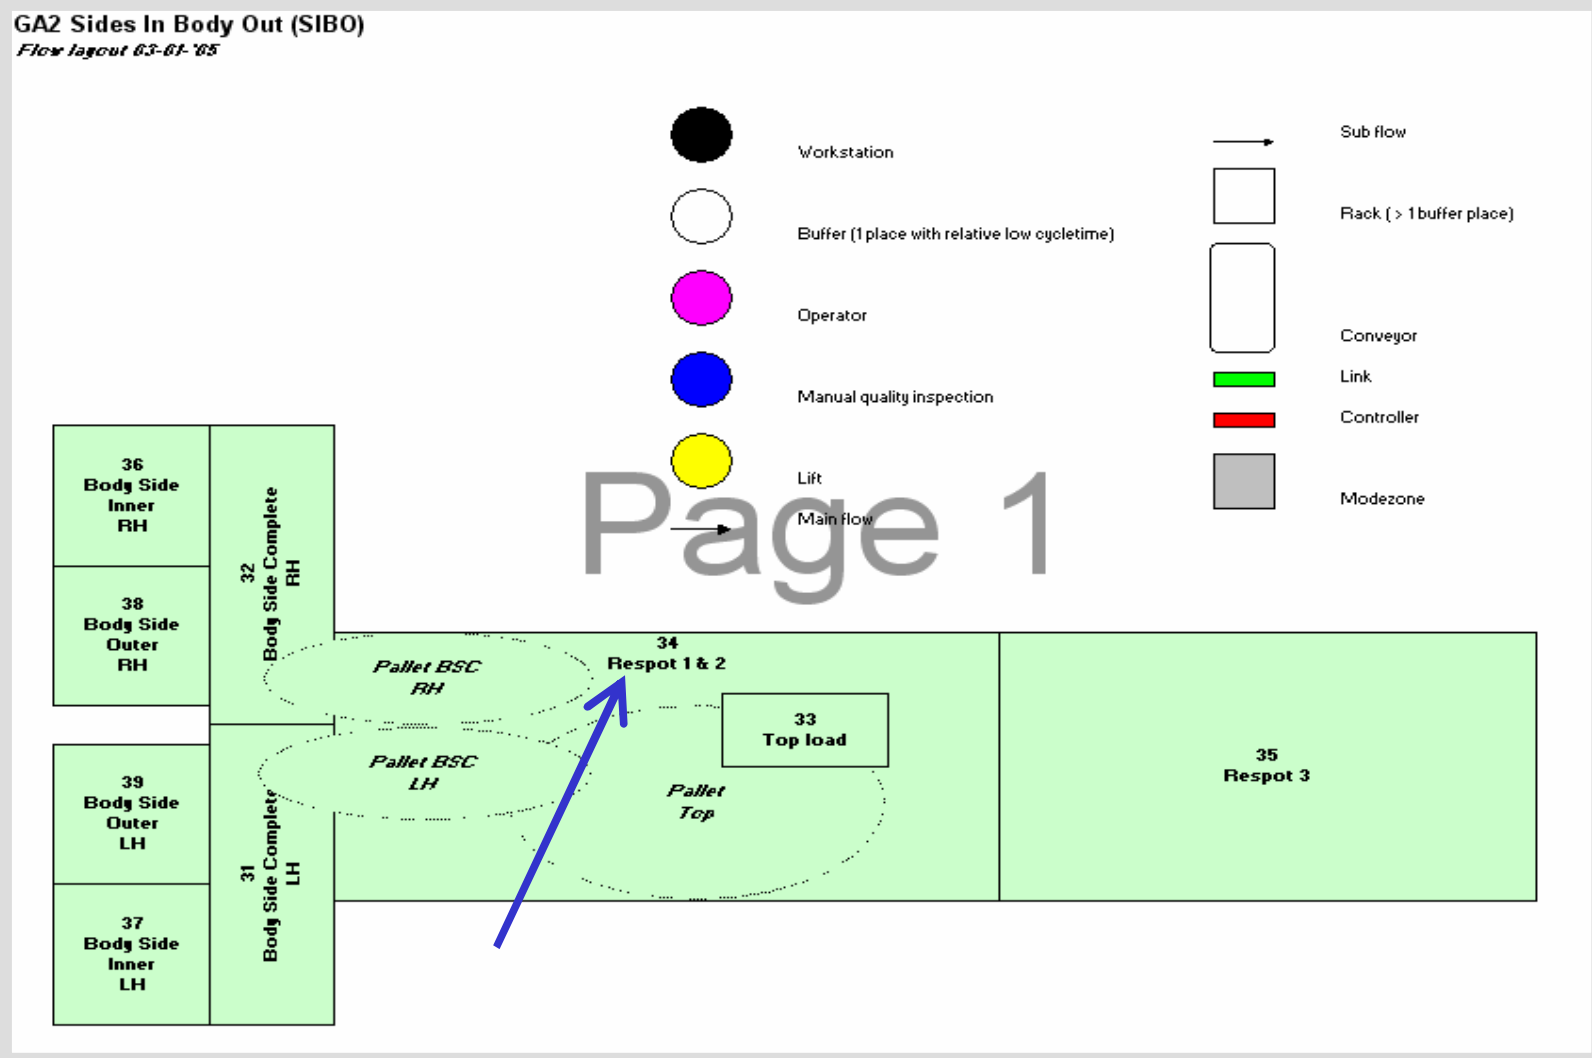 GA2 Sides In Body Out (SIBO)
Flow layout 03-01-'05
Workstation
Buffer (1 place with relative low cycletime)
Operator
Manual quality inspection
Lift
Main flow
Sub flow
Rack ( > 1 buffer place)
Conveyor
Link
Controller
Modezone
Page 1
36
Body Side
Inner
RH
38
Body Side
Outer
RH
32
Body Side Complete
RH
39
Body Side
Outer
LH
37
Body Side
Inner
LH
31
Body Side Complete
LH
Pallet BSC
RH
Pallet BSC
LH
34
Respot 1 & 2
33
Top load
Pallet
Top
35
Respot 3